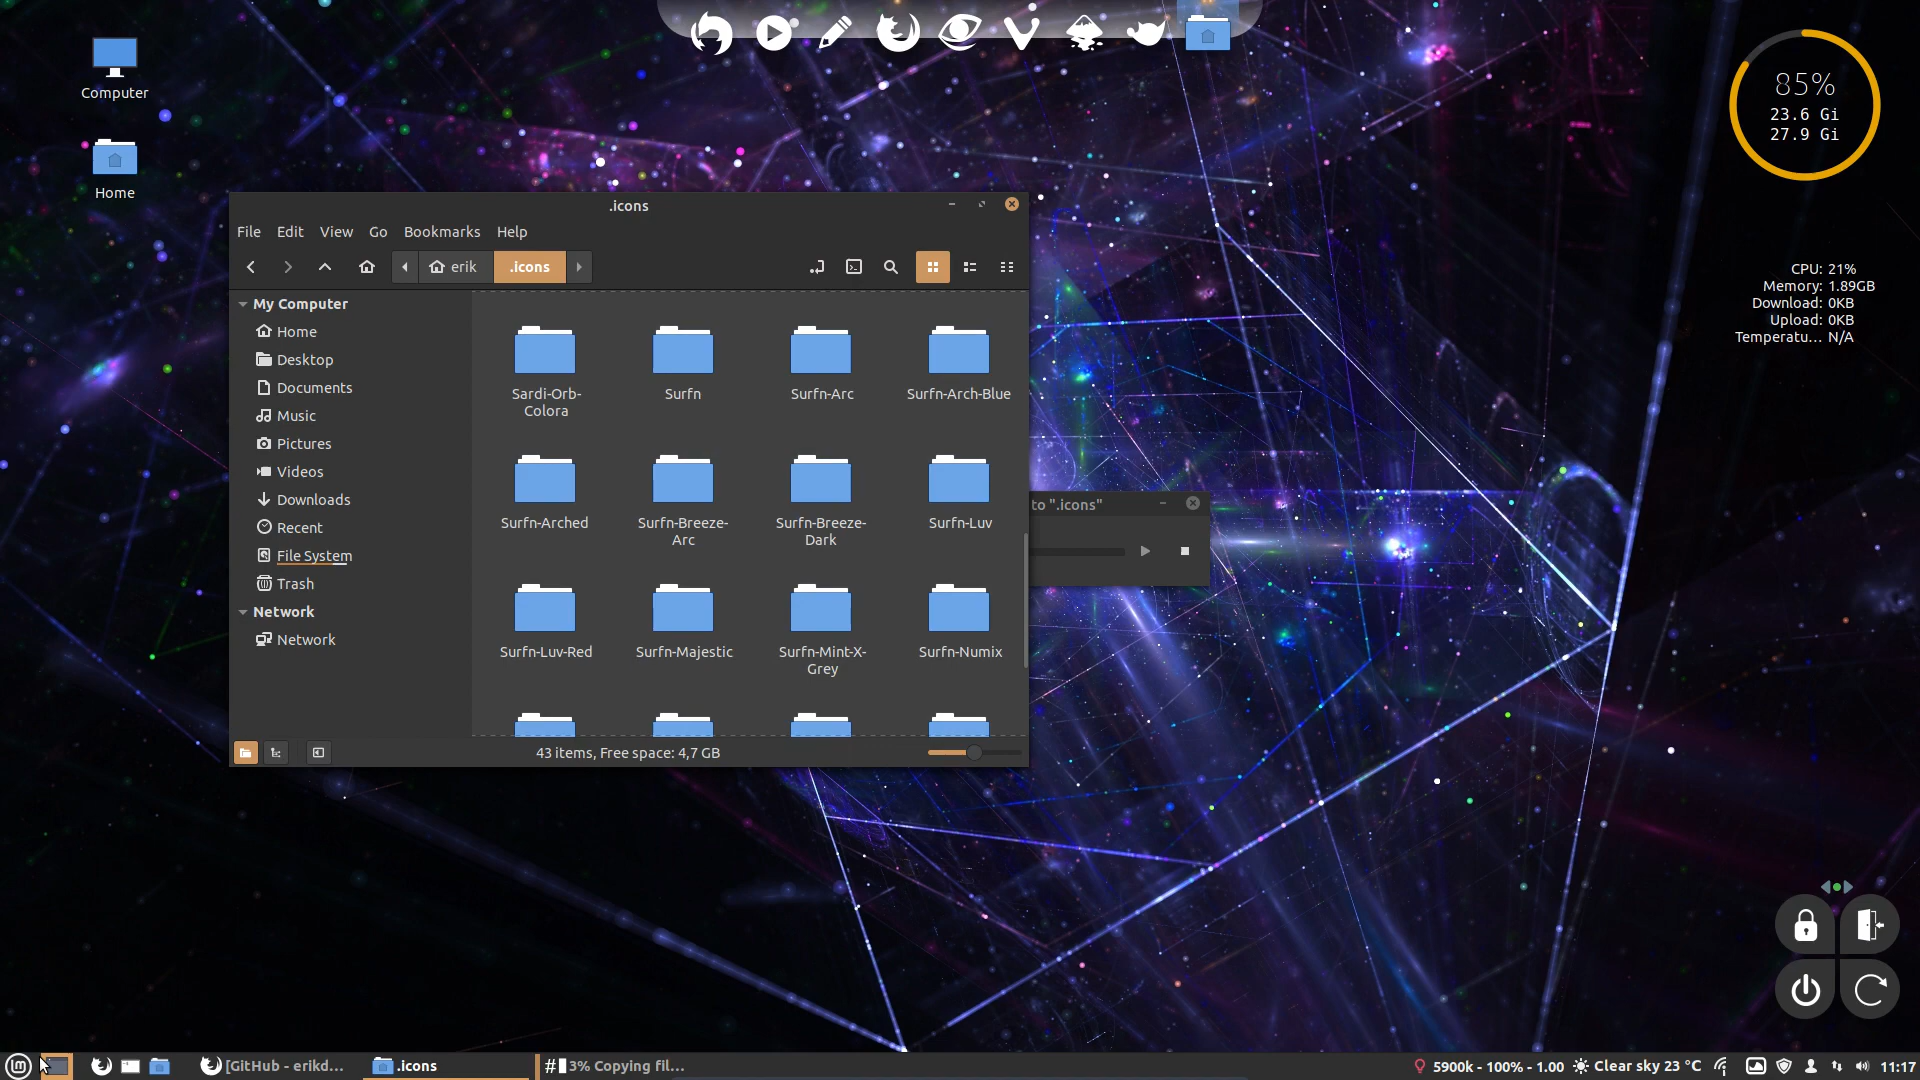 Computer
Home
85%
23.6 Gi
27.9 Gi
CPU: 21%
Memory: 1.89GB
Download: 0KB
Upload: 0KB
Temperatu... N/A
.icons
File Edit View Go Bookmarks Help
erik .icons
My Computer
Home
Desktop
Documents
Music
Pictures
Videos
Downloads
Recent
File System
Trash
Network
Network
Sardi-Orb-
Colora
Surfn
Surfn-Arc
Surfn-Arch-Blue
Surfn-Arched
Surfn-Breeze-
Arc
Surfn-Breeze-
Dark
Surfn-Luv
Surfn-Luv-Red
Surfn-Majestic
Surfn-Mint-X-
Grey
Surfn-Numix
43 items, Free space: 4,7 GB
to ".icons"
[GitHub - erikd...
.icons
3% Copying fil...
5900k - 100% - 1.00
Clear sky 23 °C
11:17